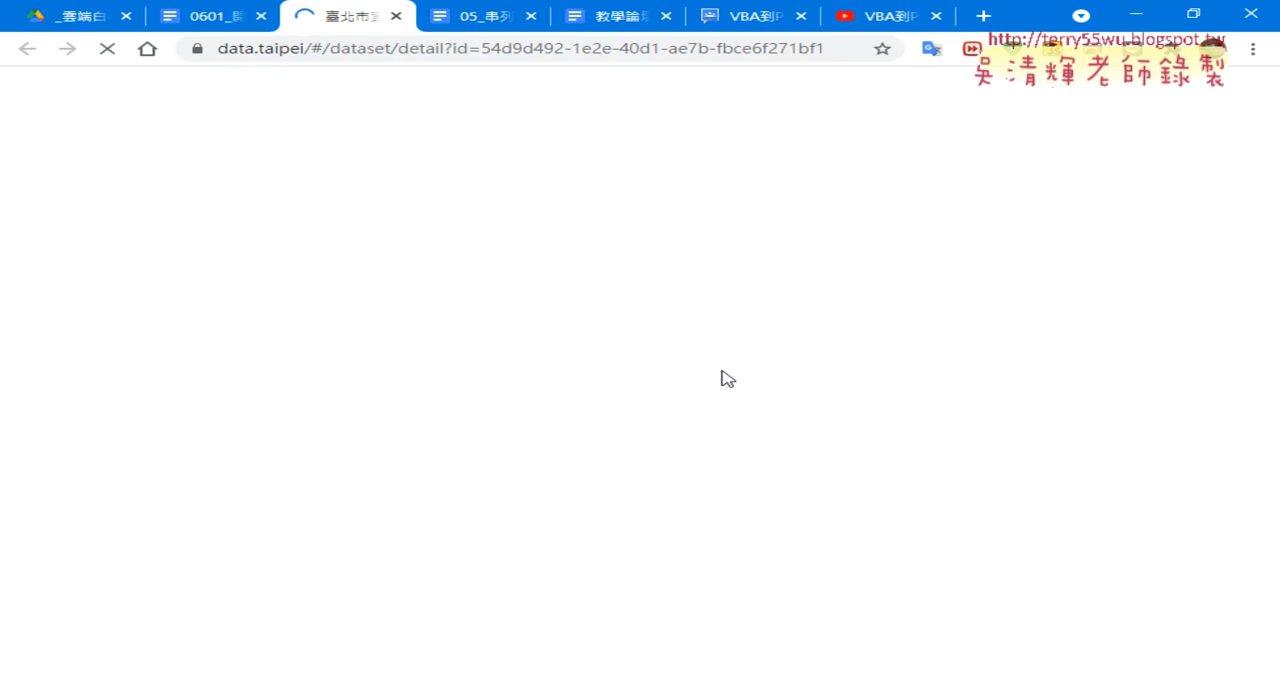 _雲端白
0601_
臺北市
05_串列
教學論
VBA到P
VBA到P
data.taipei/#/dataset/detail?id=54d9d492-1e2e-40d1-ae7b-fbce6f271bf1
http://terry55wu.blogspot.tw
吳清輝老師錄製